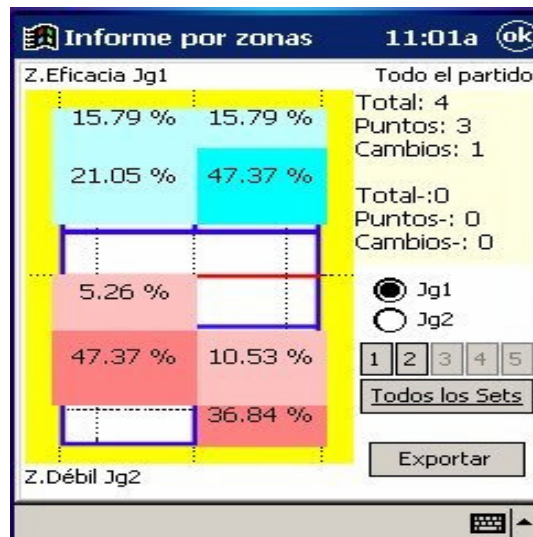 Informe por zonas 11:01a ok
Z.Eficacia Jg1 Todo el partido
15.79 % 15.79 %
21.05 % 47.37 %
5.26 %
47.37 % 10.53 %
36.84 %
Z.Débil Jg2
Total: 4
Puntos: 3
Cambios: 1
Total-:0
Puntos-: 0
Cambios-: 0
Jg1
Jg2
1 2 3 4 5
Todos los Sets
Exportar